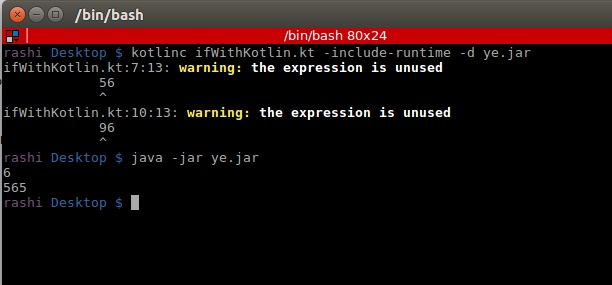 /bin/bash
/bin/bash 80x24
rashi Desktop $ kotlinc ifWithKotlin.kt -include-runtime -d ye.jar
ifWithKotlin.kt:7:13: warning: the expression is unused
            56
            ^
ifWithKotlin.kt:10:13: warning: the expression is unused
            96
            ^
rashi Desktop $ java -jar ye.jar
6
565
rashi Desktop $